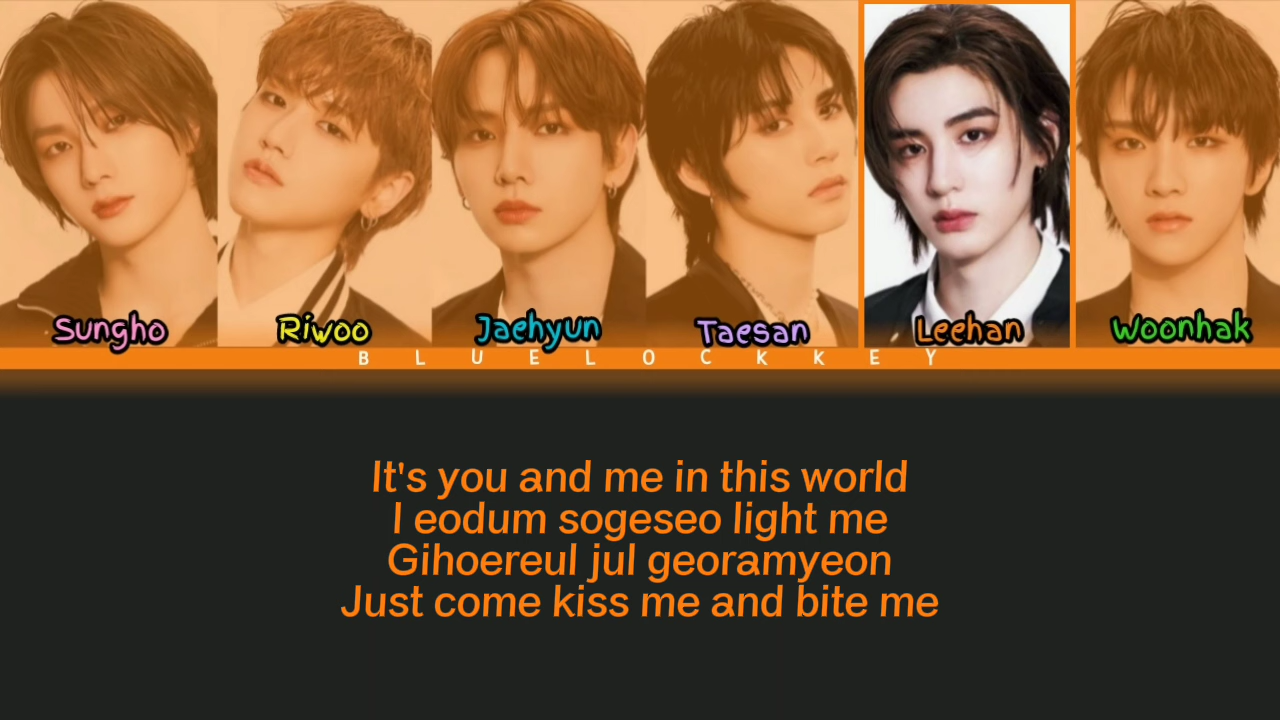 Sungho
Riwoo
Jaehyun
Taesan
Leehan
Woonhak
BLUELOCKKEY
It's you and me in this world
I eodum sogeseo light me
Gihoereul jul georamyeon
Just come kiss me and bite me